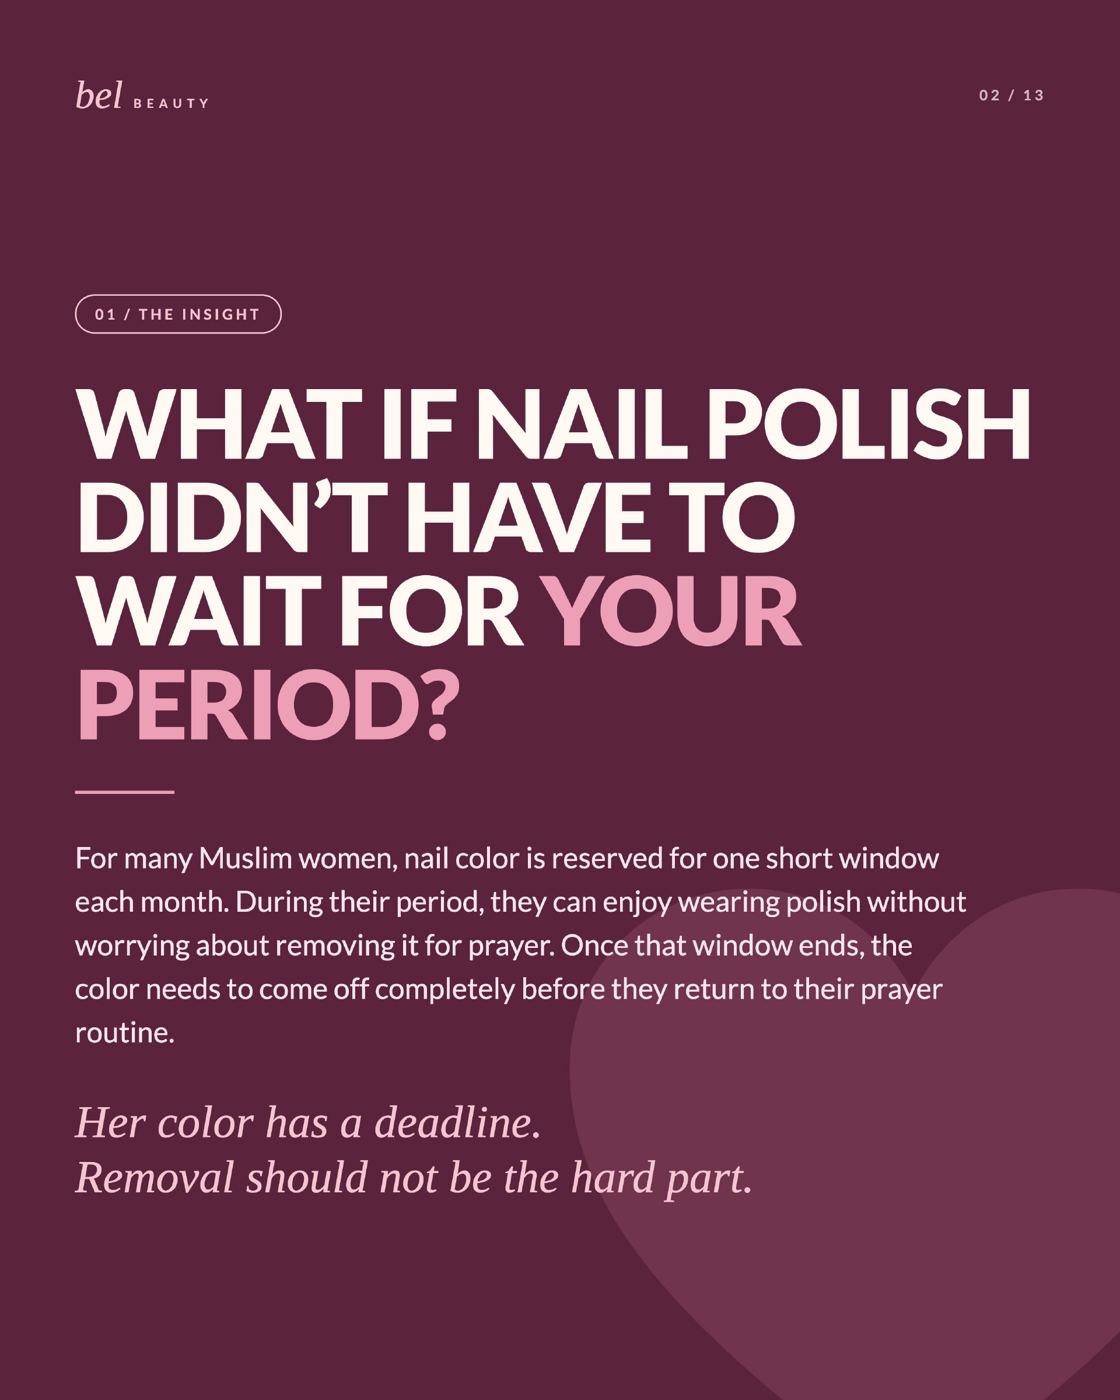 bel BEAUTY
02 / 13
01 / THE INSIGHT
WHAT IF NAIL POLISH
DIDN’T HAVE TO
WAIT FOR YOUR
PERIOD?
For many Muslim women, nail color is reserved for one short window
each month. During their period, they can enjoy wearing polish without
worrying about removing it for prayer. Once that window ends, the
color needs to come off completely before they return to their prayer
routine.
Her color has a deadline.
Removal should not be the hard part.